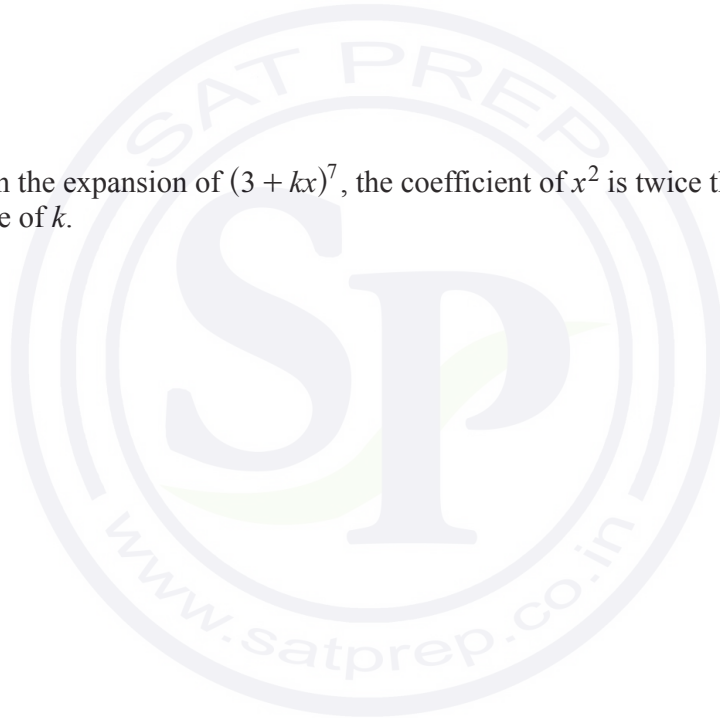 SAT PREP
n the expansion of (3 + kx)⁷, the coefficient of x² is twice t
e of k.
SP
www.satprep.co.in